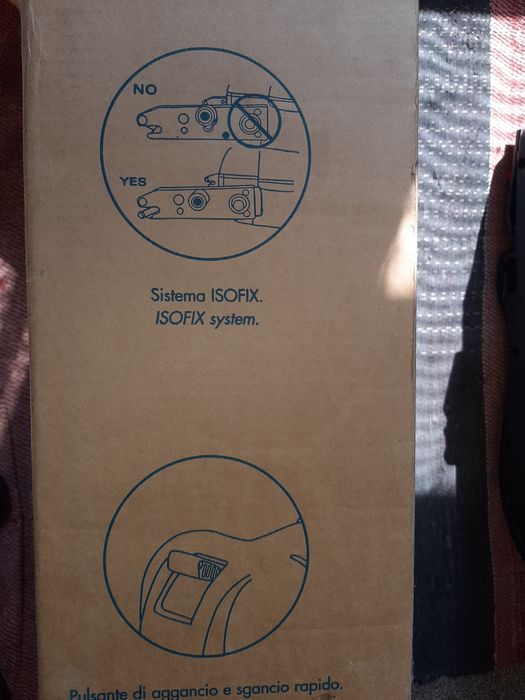 NO
YES
Sistema ISOFIX.
ISOFIX system.
Pulsante di aggancio e sgancio rapido.